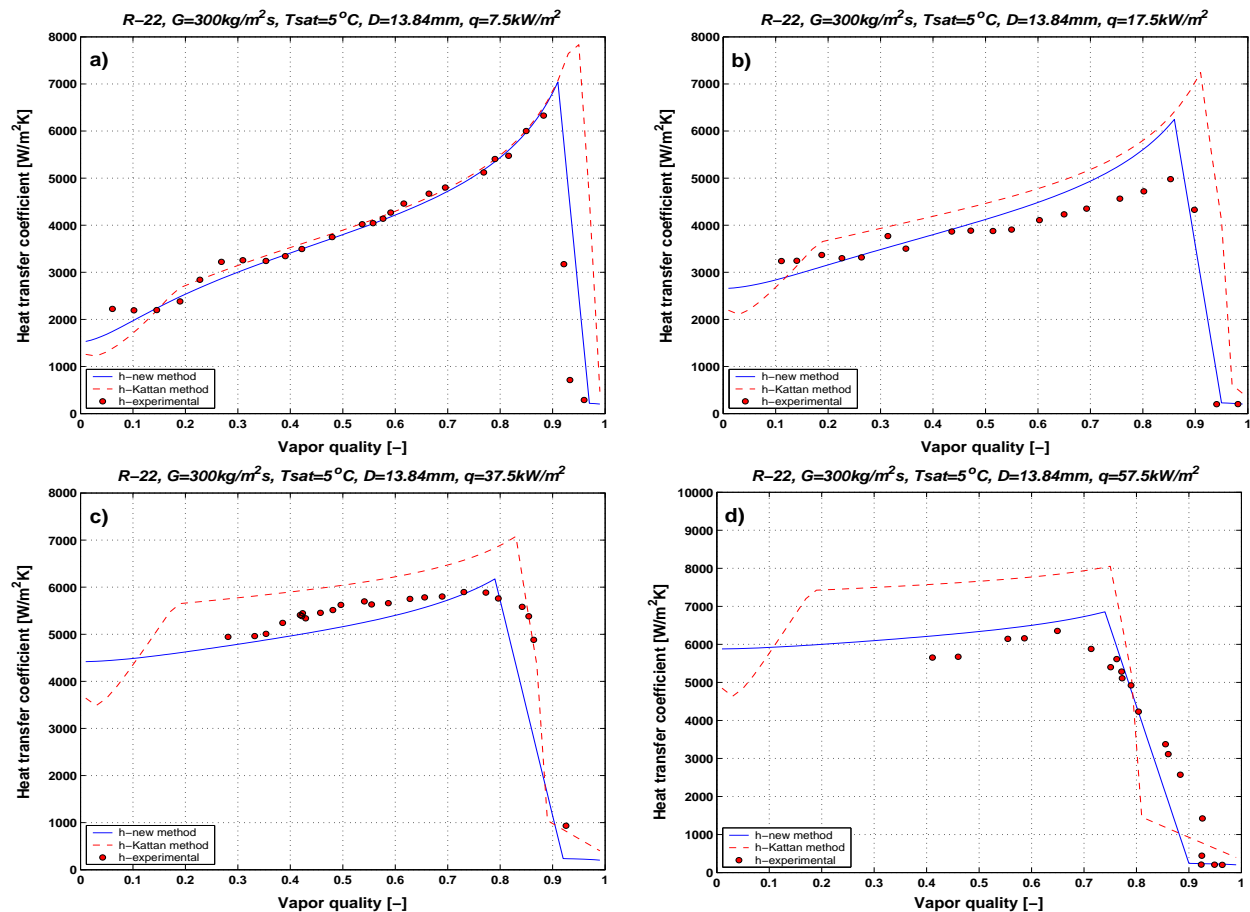 R−22, G=300kg/m²s, Tsat=5°C, D=13.84mm, q=7.5kW/m²
a)
Heat transfer coefficient [W/m²K]
8000
7000
6000
5000
4000
3000
2000
1000
0
h−new method
h−Kattan method
h−experimental
0 0.1 0.2 0.3 0.4 0.5 0.6 0.7 0.8 0.9 1
Vapor quality [−]
R−22, G=300kg/m²s, Tsat=5°C, D=13.84mm, q=17.5kW/m²
b)
Heat transfer coefficient [W/m²K]
8000
7000
6000
5000
4000
3000
2000
1000
0
h−new method
h−Kattan method
h−experimental
0 0.1 0.2 0.3 0.4 0.5 0.6 0.7 0.8 0.9 1
Vapor quality [−]
R−22, G=300kg/m²s, Tsat=5°C, D=13.84mm, q=37.5kW/m²
c)
Heat transfer coefficient [W/m²K]
8000
7000
6000
5000
4000
3000
2000
1000
0
h−new method
h−Kattan method
h−experimental
0 0.1 0.2 0.3 0.4 0.5 0.6 0.7 0.8 0.9 1
Vapor quality [−]
R−22, G=300kg/m²s, Tsat=5°C, D=13.84mm, q=57.5kW/m²
d)
Heat transfer coefficient [W/m²K]
10000
9000
8000
7000
6000
5000
4000
3000
2000
1000
0
h−new method
h−Kattan method
h−experimental
0 0.1 0.2 0.3 0.4 0.5 0.6 0.7 0.8 0.9 1
Vapor quality [−]